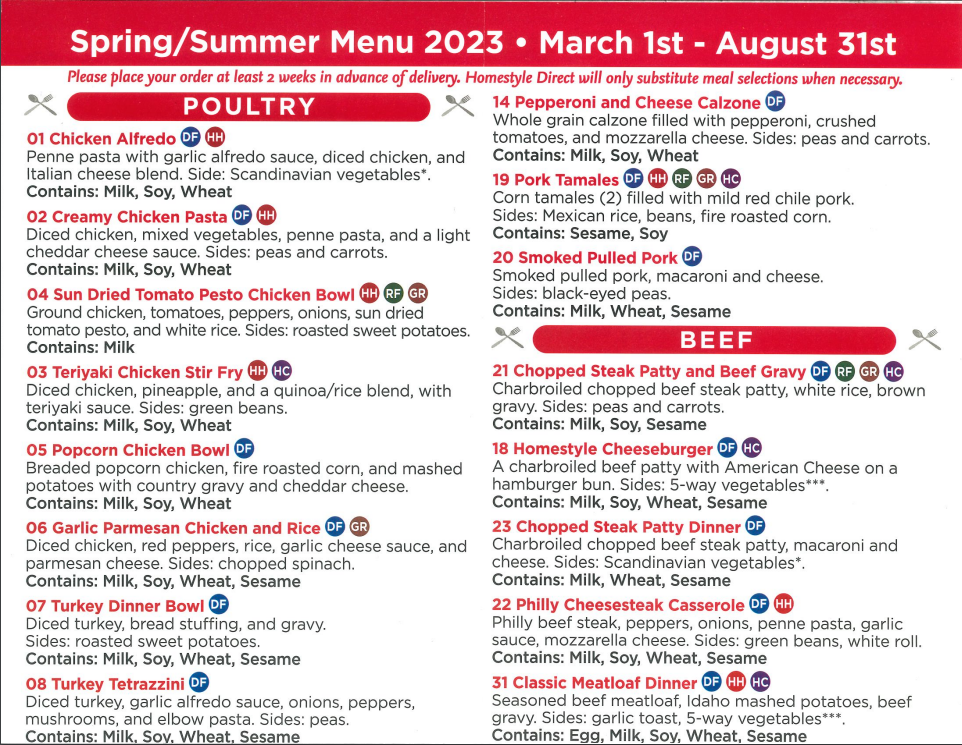 Spring/Summer Menu 2023 • March 1st - August 31st
Please place your order at least 2 weeks in advance of delivery. Homestyle Direct will only substitute meal selections when necessary.
POULTRY
01 Chicken Alfredo DF HH
Penne pasta with garlic alfredo sauce, diced chicken, and
Italian cheese blend. Side: Scandinavian vegetables*.
Contains: Milk, Soy, Wheat
02 Creamy Chicken Pasta DF HH
Diced chicken, mixed vegetables, penne pasta, and a light
cheddar cheese sauce. Sides: peas and carrots.
Contains: Milk, Soy, Wheat
04 Sun Dried Tomato Pesto Chicken Bowl HH RF GR
Ground chicken, tomatoes, peppers, onions, sun dried
tomato pesto, and white rice. Sides: roasted sweet potatoes.
Contains: Milk
03 Teriyaki Chicken Stir Fry HH HC
Diced chicken, pineapple, and a quinoa/rice blend, with
teriyaki sauce. Sides: green beans.
Contains: Milk, Soy, Wheat
05 Popcorn Chicken Bowl DF
Breaded popcorn chicken, fire roasted corn, and mashed
potatoes with country gravy and cheddar cheese.
Contains: Milk, Soy, Wheat
06 Garlic Parmesan Chicken and Rice DF GR
Diced chicken, red peppers, rice, garlic cheese sauce, and
parmesan cheese. Sides: chopped spinach.
Contains: Milk, Soy, Wheat, Sesame
07 Turkey Dinner Bowl DF
Diced turkey, bread stuffing, and gravy.
Sides: roasted sweet potatoes.
Contains: Milk, Soy, Wheat, Sesame
08 Turkey Tetrazzini DF
Diced turkey, garlic alfredo sauce, onions, peppers,
mushrooms, and elbow pasta. Sides: peas.
Contains: Milk, Soy, Wheat, Sesame
14 Pepperoni and Cheese Calzone DF
Whole grain calzone filled with pepperoni, crushed
tomatoes, and mozzarella cheese. Sides: peas and carrots.
Contains: Milk, Soy, Wheat
19 Pork Tamales DF HH RF GR HC
Corn tamales (2) filled with mild red chile pork.
Sides: Mexican rice, beans, fire roasted corn.
Contains: Sesame, Soy
20 Smoked Pulled Pork DF
Smoked pulled pork, macaroni and cheese.
Sides: black-eyed peas.
Contains: Milk, Wheat, Sesame
BEEF
21 Chopped Steak Patty and Beef Gravy DF RF GR HC
Charbroiled chopped beef steak patty, white rice, brown
gravy. Sides: peas and carrots.
Contains: Milk, Soy, Sesame
18 Homestyle Cheeseburger DF HC
A charbroiled beef patty with American Cheese on a
hamburger bun. Sides: 5-way vegetables***.
Contains: Milk, Soy, Wheat, Sesame
23 Chopped Steak Patty Dinner DF
Charbroiled chopped beef steak patty, macaroni and
cheese. Sides: Scandinavian vegetables*.
Contains: Milk, Wheat, Sesame
22 Philly Cheesesteak Casserole DF HH
Philly beef steak, peppers, onions, penne pasta, garlic
sauce, mozzarella cheese. Sides: green beans, white roll.
Contains: Milk, Soy, Wheat, Sesame
31 Classic Meatloaf Dinner DF HH HC
Seasoned beef meatloaf, Idaho mashed potatoes, beef
gravy. Sides: garlic toast, 5-way vegetables***.
Contains: Egg, Milk, Soy, Wheat, Sesame